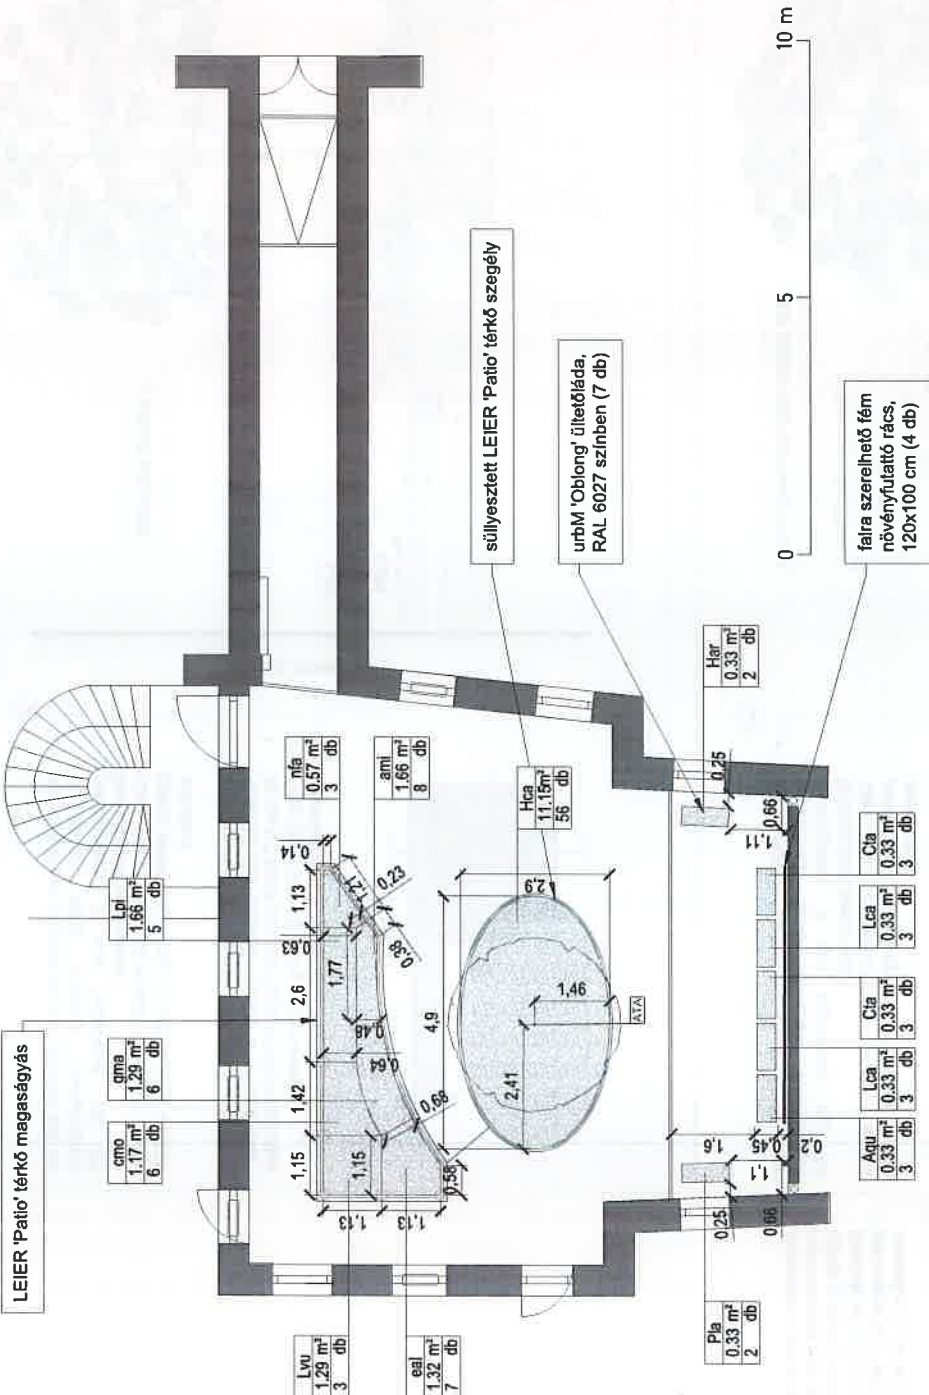 LEIER 'Patio' térkő magaságyás
süllyesztett LEIER 'Patio' térkő szegély
urbM 'Oblong' ültetőláda,
RAL 6027 színben (7 db)
falra szerelhető fém
növényfuttató rács,
120x100 cm (4 db)
0
5
10 m
Lpi
1.66 m²
5 db
gma
1.29 m²
6 db
cmo
1.17 m²
6 db
Lvu
1.29 m²
3 db
eal
1.32 m²
7 db
nfa
0.57 m²
3 db
ami
1.66 m²
8 db
Hca
11.15m²
56 db
Har
0.33 m²
2 db
Pla
0.33 m²
2 db
Aqu
0.33 m²
3 db
Lca
0.33 m²
3 db
Cta
0.33 m²
3 db
Lca
0.33 m²
3 db
Cta
0.33 m²
3 db
ATA
0,14
1,13
1,21
0,23
0,63
1,77
2,6
0,48
0,64
1,42
0,68
1,15
1,15
0,58
1,13
1,13
4,9
2,9
1,46
2,41
1,6
0,45
0,2
1,1
0,25
0,66
0,25
1,11
0,66